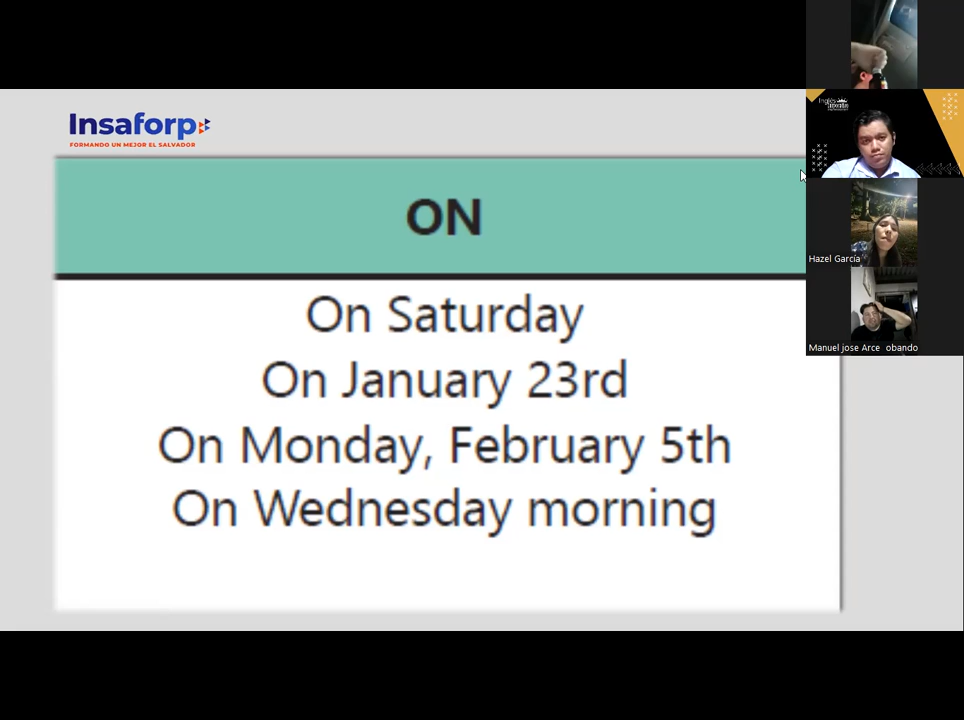 Insaforp
FORMANDO UN MEJOR EL SALVADOR
ON
On Saturday
On January 23rd
On Monday, February 5th
On Wednesday morning
Inglés
Hazel García
Manuel jose Arce obando